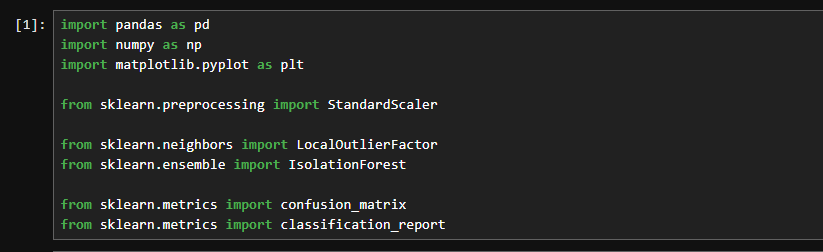 [1]:
import pandas as pd
import numpy as np
import matplotlib.pyplot as plt
from sklearn.preprocessing import StandardScaler
from sklearn.neighbors import LocalOutlierFactor
from sklearn.ensemble import IsolationForest
from sklearn.metrics import confusion_matrix
from sklearn.metrics import classification_report